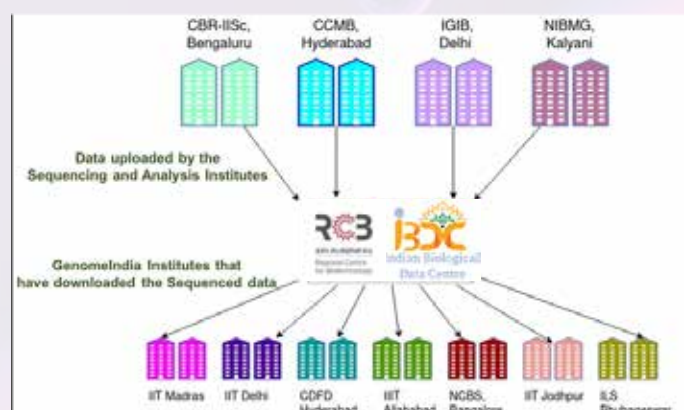 CBR-IISc,
Bengaluru
CCMB,
Hyderabad
IGIB,
Delhi
NIBMG,
Kalyani
Data uploaded by the
Sequencing and Analysis Institutes
RCB
Regional Centre
for Biotechnology
IBDC
Indian Biological
Data Centre
GenomeIndia Institutes that
have downloaded the Sequenced data
IIT Madras
IIT Delhi
CDFD
Hyderabad
IIIT
Allahabad
NCBS,
Bangalore
IIT Jodhpur
ILS
Bhubaneswar